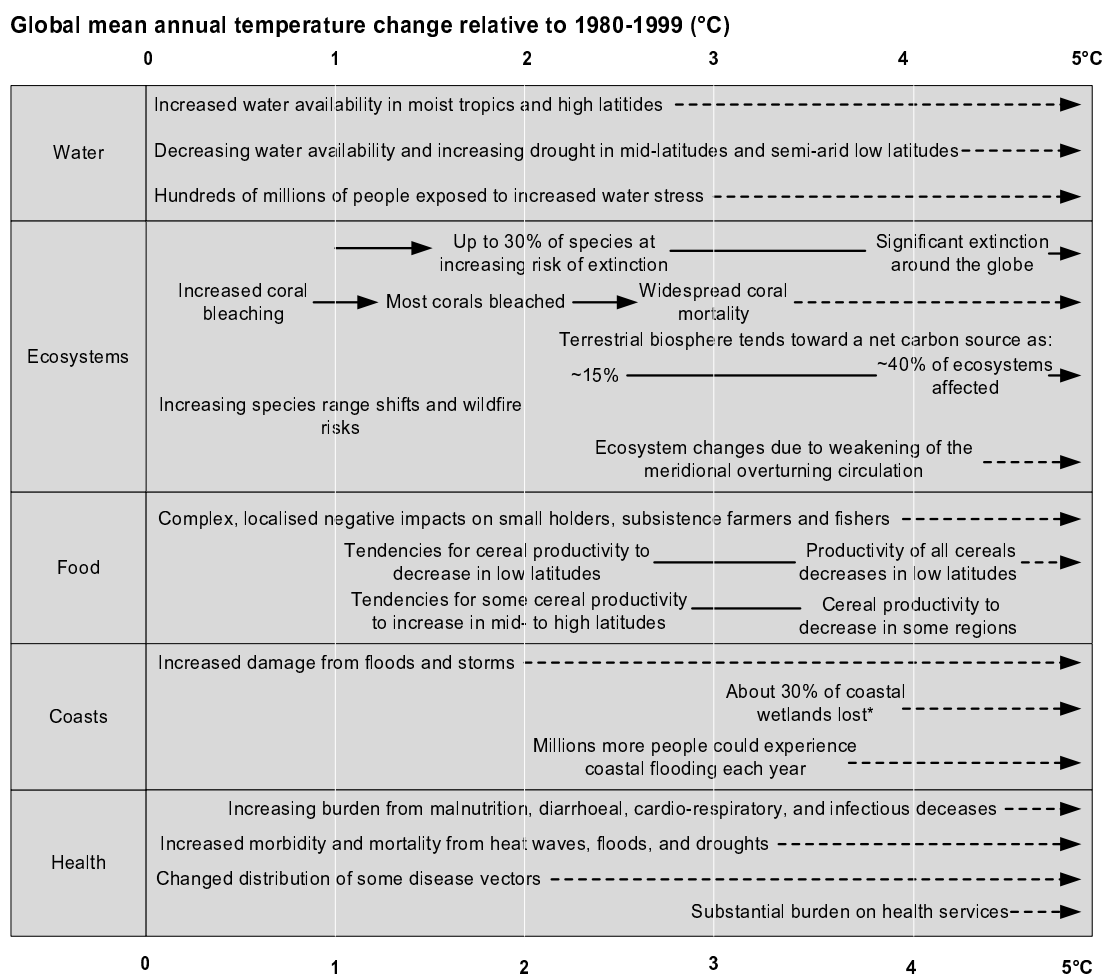 Global mean annual temperature change relative to 1980-1999 (°C)
0 1 2 3 4 5°C
Water
Increased water availability in moist tropics and high latitides
Decreasing water availability and increasing drought in mid-latitudes and semi-arid low latitudes
Hundreds of millions of people exposed to increased water stress
Ecosystems
Up to 30% of species at
increasing risk of extinction
Significant extinction
around the globe
Increased coral
bleaching
Most corals bleached
Widespread coral
mortality
Terrestrial biosphere tends toward a net carbon source as:
~15%
~40% of ecosystems
affected
Increasing species range shifts and wildfire
risks
Ecosystem changes due to weakening of the
meridional overturning circulation
Food
Complex, localised negative impacts on small holders, subsistence farmers and fishers
Tendencies for cereal productivity to
decrease in low latitudes
Productivity of all cereals
decreases in low latitudes
Tendencies for some cereal productivity
to increase in mid- to high latitudes
Cereal productivity to
decrease in some regions
Coasts
Increased damage from floods and storms
About 30% of coastal
wetlands lost*
Millions more people could experience
coastal flooding each year
Health
Increasing burden from malnutrition, diarrhoeal, cardio-respiratory, and infectious deceases
Increased morbidity and mortality from heat waves, floods, and droughts
Changed distribution of some disease vectors
Substantial burden on health services
0 1 2 3 4 5°C